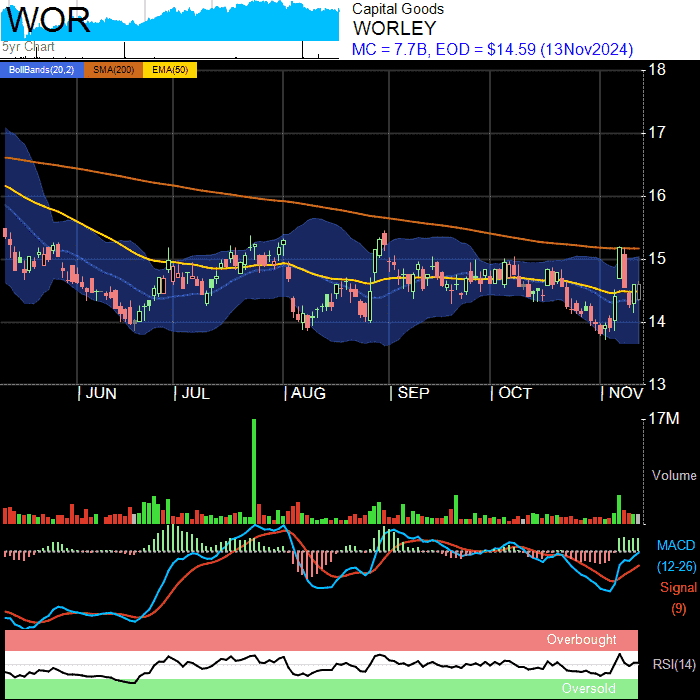 WOR
5yr Chart
Capital Goods
WORLEY
MC = 7.7B, EOD = $14.59 (13Nov2024)
BollBands(20,2) SMA(200) EMA(50)
18
17
16
15
14
13
| JUN | JUL | AUG | SEP | OCT | NOV
17M
Volume
MACD
(12-26)
Signal
(9)
Overbought
RSI(14)
Oversold